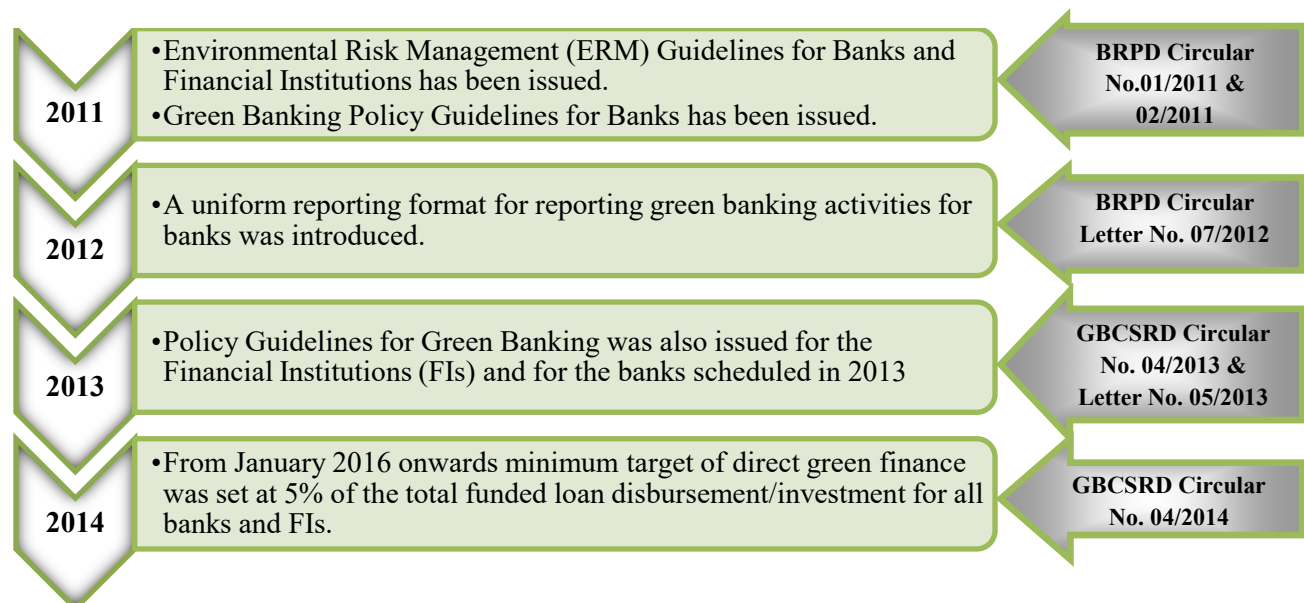 2011
•Environmental Risk Management (ERM) Guidelines for Banks and
Financial Institutions has been issued.
•Green Banking Policy Guidelines for Banks has been issued.
BRPD Circular
No.01/2011 &
02/2011
2012
•A uniform reporting format for reporting green banking activities for
banks was introduced.
BRPD Circular
Letter No. 07/2012
2013
•Policy Guidelines for Green Banking was also issued for the
Financial Institutions (FIs) and for the banks scheduled in 2013
GBCSRD Circular
No. 04/2013 &
Letter No. 05/2013
2014
•From January 2016 onwards minimum target of direct green finance
was set at 5% of the total funded loan disbursement/investment for all
banks and FIs.
GBCSRD Circular
No. 04/2014